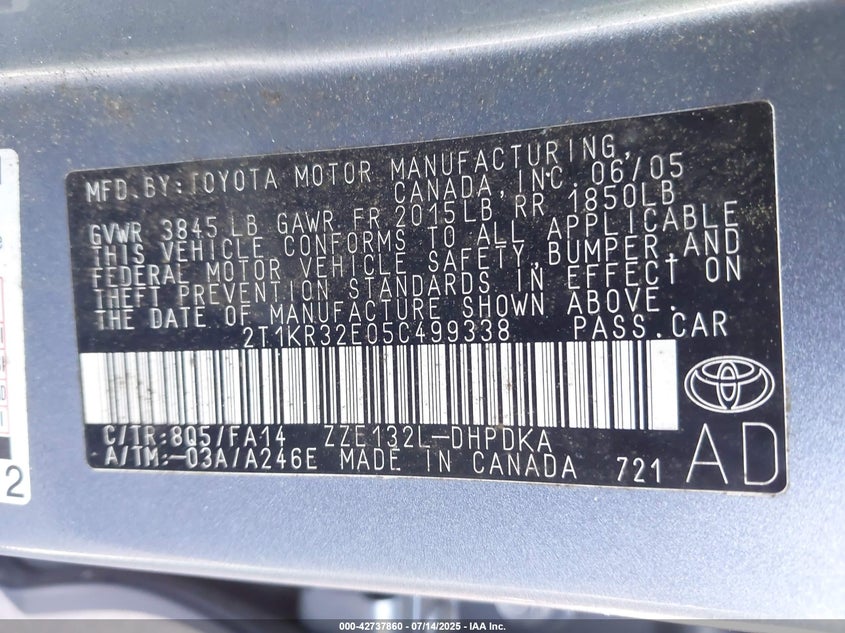 MFD. BY: TOYOTA MOTOR MANUFACTURING,
CANADA, INC. 06/05
GVWR 3845 LB GAWR FR 2015LB RR 1850LB
THIS VEHICLE CONFORMS TO ALL APPLICABLE
FEDERAL MOTOR VEHICLE SAFETY, BUMPER, AND
THEFT PREVENTION STANDARDS IN EFFECT ON
THE DATE OF MANUFACTURE SHOWN ABOVE.
2T1KR32E05C499338 PASS. CAR
C/TR: 8Q5/FA14 ZZE132L-DHPDKA
A/TM: -03A/A246E MADE IN CANADA 721
AD
2
000-42737860 - 07/14/2025 - IAA Inc.